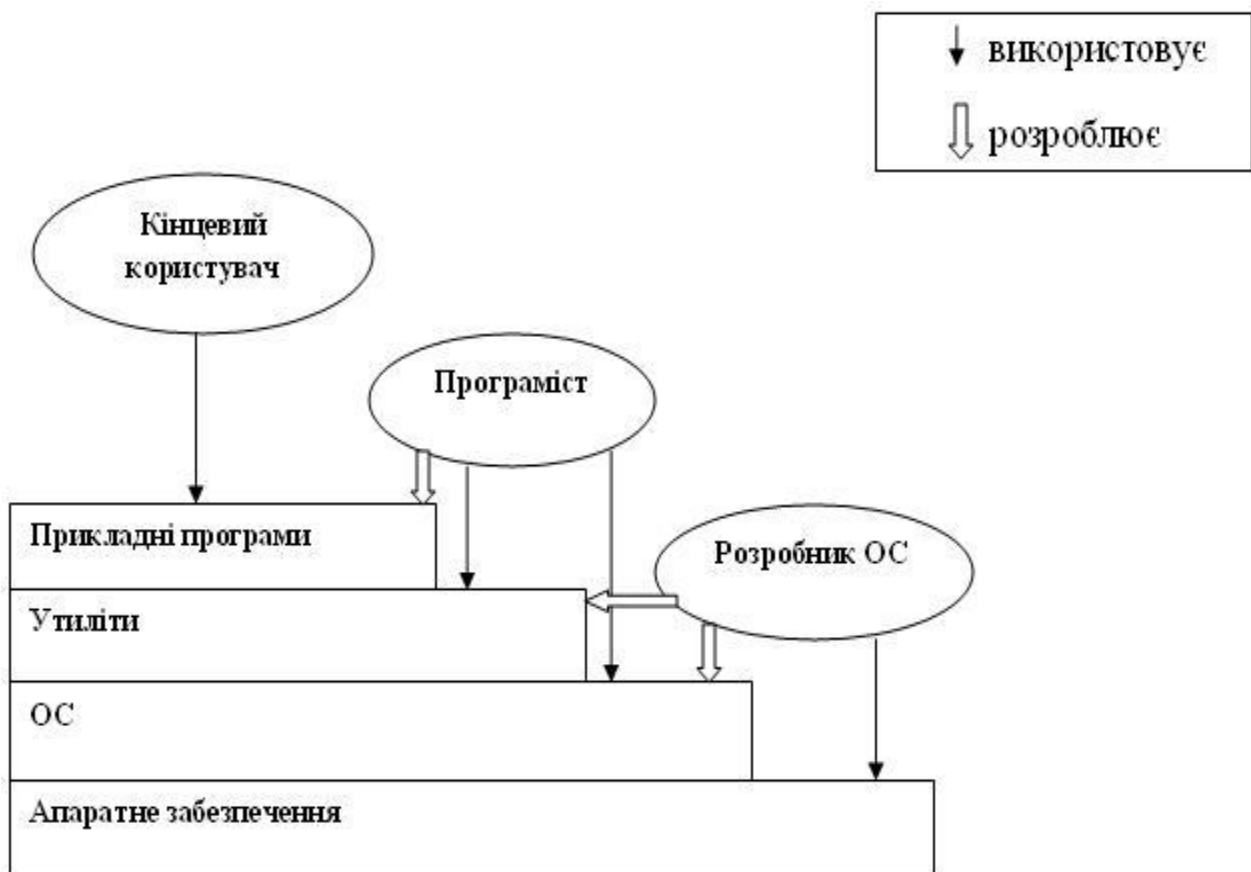 використовує
розроблює
Кінцевий
користувач
Програміст
Прикладні програми
Розробник ОС
Утиліти
ОС
Апаратне забезпечення